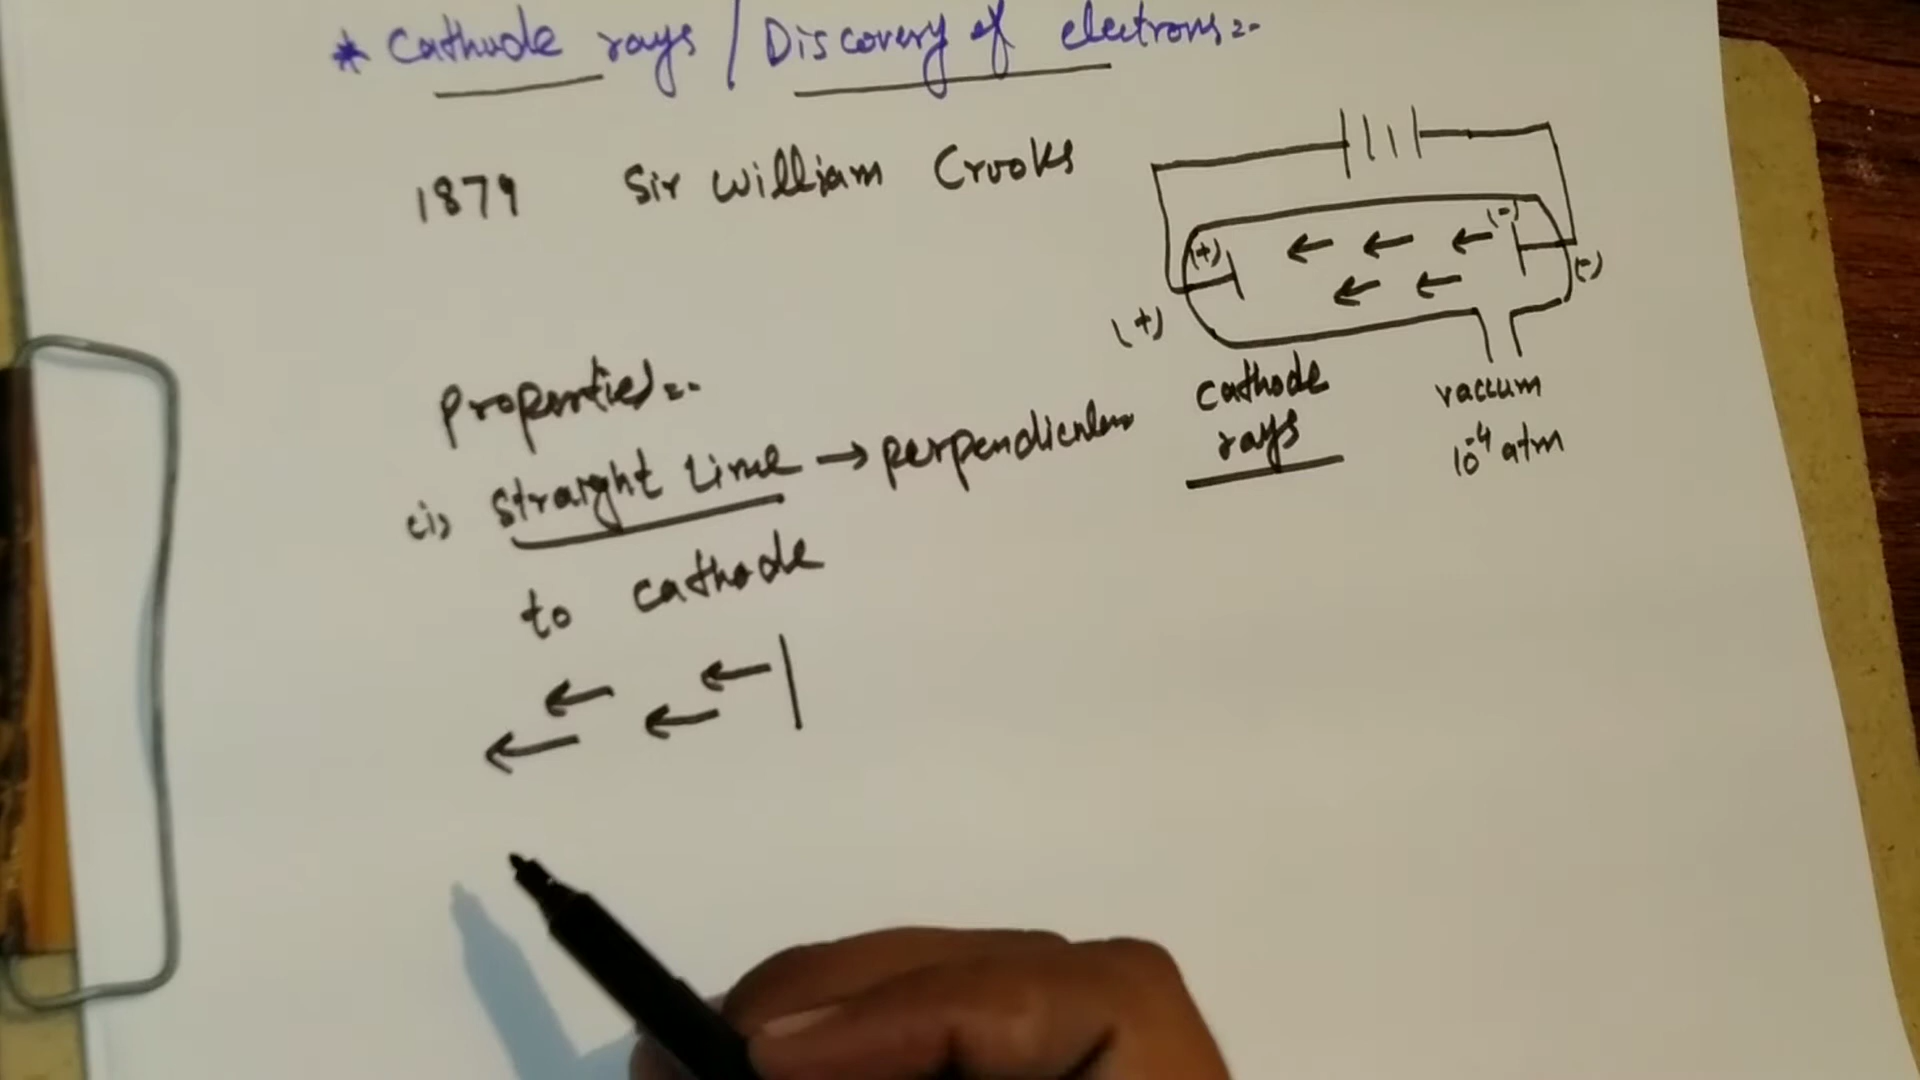 * Cathode rays / Discovery of electrons:-
1879 Sir William Crooks
(+) (-)
(+) (-)
Cathode rays
vaccum
10⁻⁴ atm
Properties:-
(i) Straight Line → perpendicular
to cathode